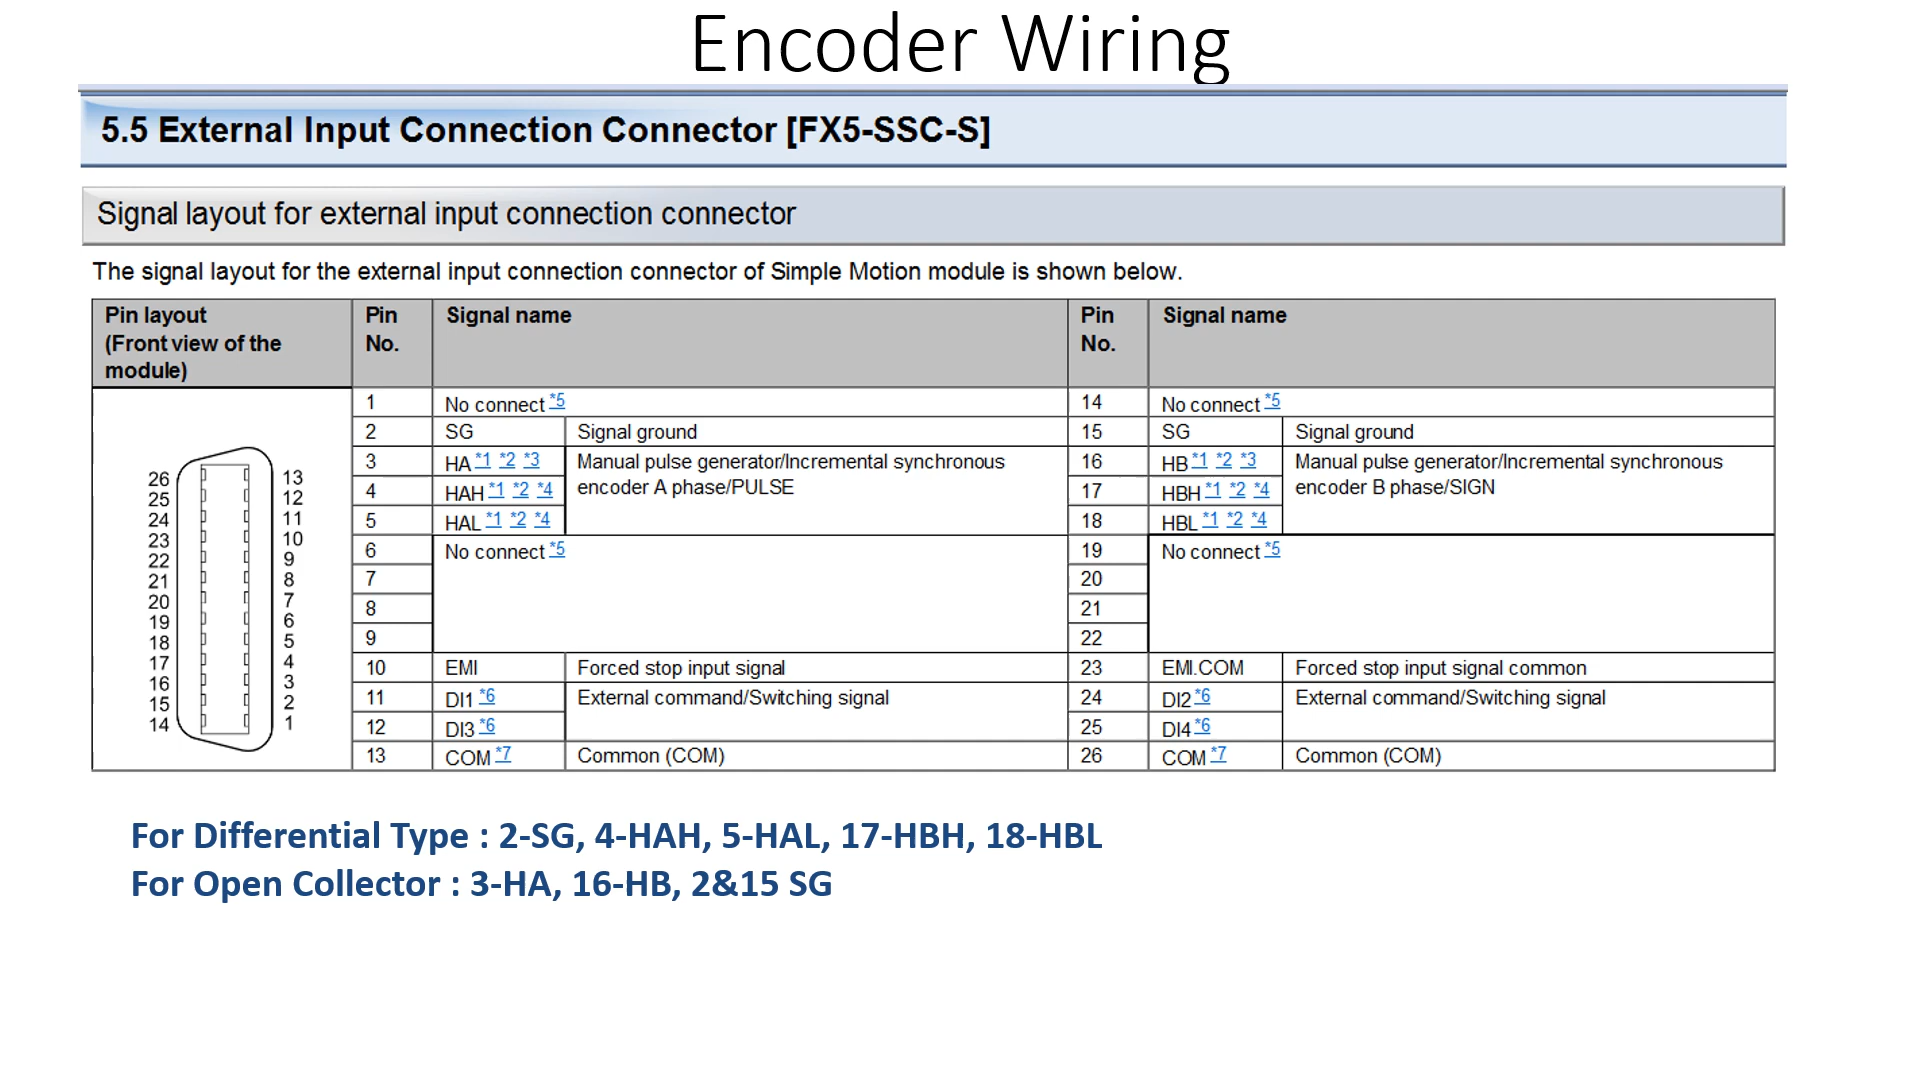 Encoder Wiring
5.5 External Input Connection Connector [FX5-SSC-S]
Signal layout for external input connection connector
The signal layout for the external input connection connector of Simple Motion module is shown below.
Pin layout (Front view of the module) Pin No. Signal name Pin No. Signal name
1 No connect *5 14 No connect *5
2 SG Signal ground 15 SG Signal ground
3 HA *1 *2 *3 Manual pulse generator/Incremental synchronous encoder A phase/PULSE 16 HB *1 *2 *3 Manual pulse generator/Incremental synchronous encoder B phase/SIGN
4 HAH *1 *2 *4 17 HBH *1 *2 *4
5 HAL *1 *2 *4 18 HBL *1 *2 *4
6 No connect *5 19 No connect *5
7 20
8 21
9 22
10 EMI Forced stop input signal 23 EMI.COM Forced stop input signal common
11 DI1 *6 External command/Switching signal 24 DI2 *6 External command/Switching signal
12 DI3 *6 25 DI4 *6
13 COM *7 Common (COM) 26 COM *7 Common (COM)
26 13
25 12
24 11
23 10
22 9
21 8
20 7
19 6
18 5
17 4
16 3
15 2
14 1
For Differential Type : 2-SG, 4-HAH, 5-HAL, 17-HBH, 18-HBL
For Open Collector : 3-HA, 16-HB, 2&15 SG